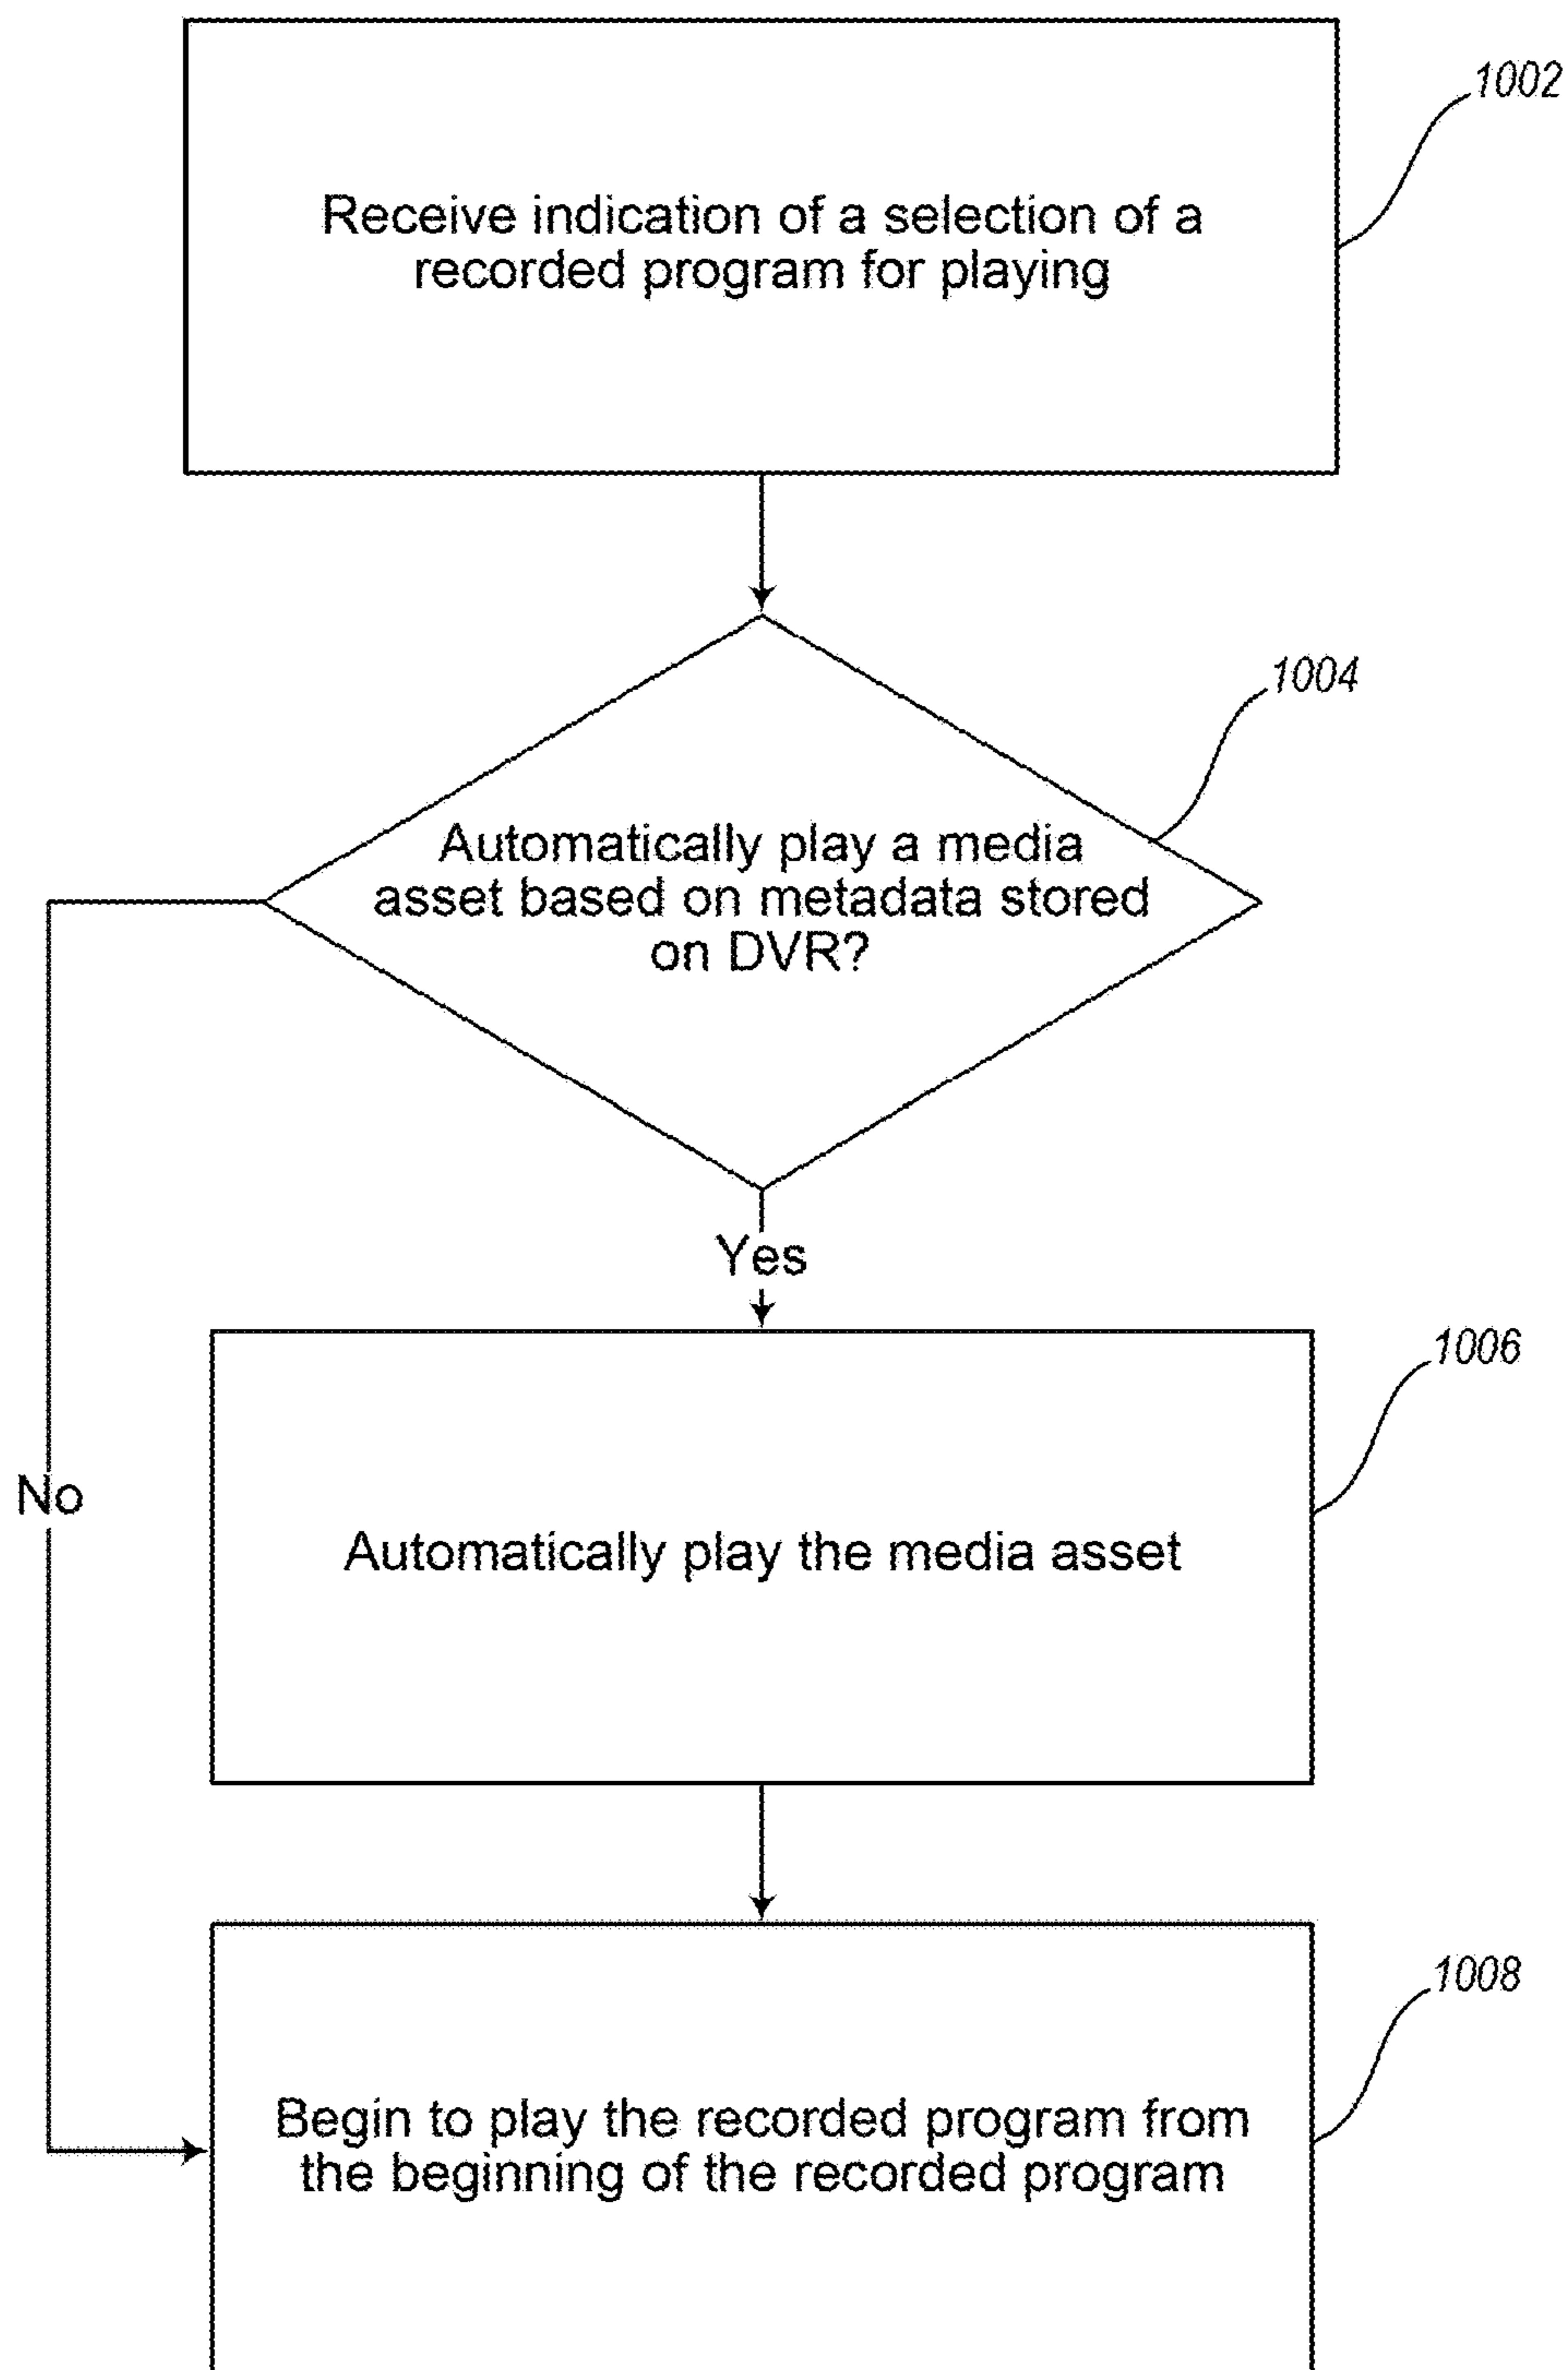 Receive indication of a selection of a
recorded program for playing
1002
Automatically play a media
asset based on metadata stored
on DVR?
1004
Yes
No
Automatically play the media asset
1006
Begin to play the recorded program from
the beginning of the recorded program
1008